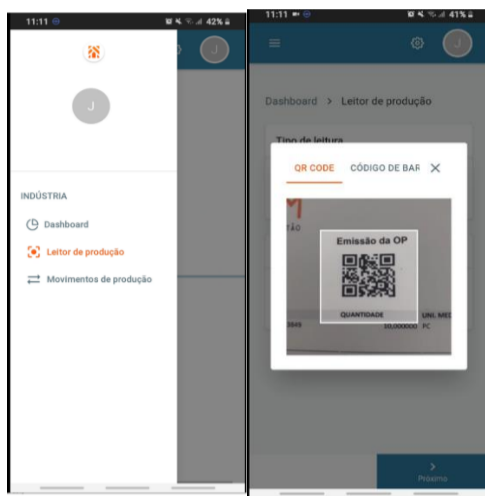 11:11
42%
J
J
INDÚSTRIA
Dashboard
Leitor de produção
Movimentos de produção
11:11
41%
J
Dashboard > Leitor de produção
Tipo de leitura
QR CODE
CÓDIGO DE BAR
Emissão da OP
QUANTIDADE
UNI. MED
10,000000 PC
Próximo